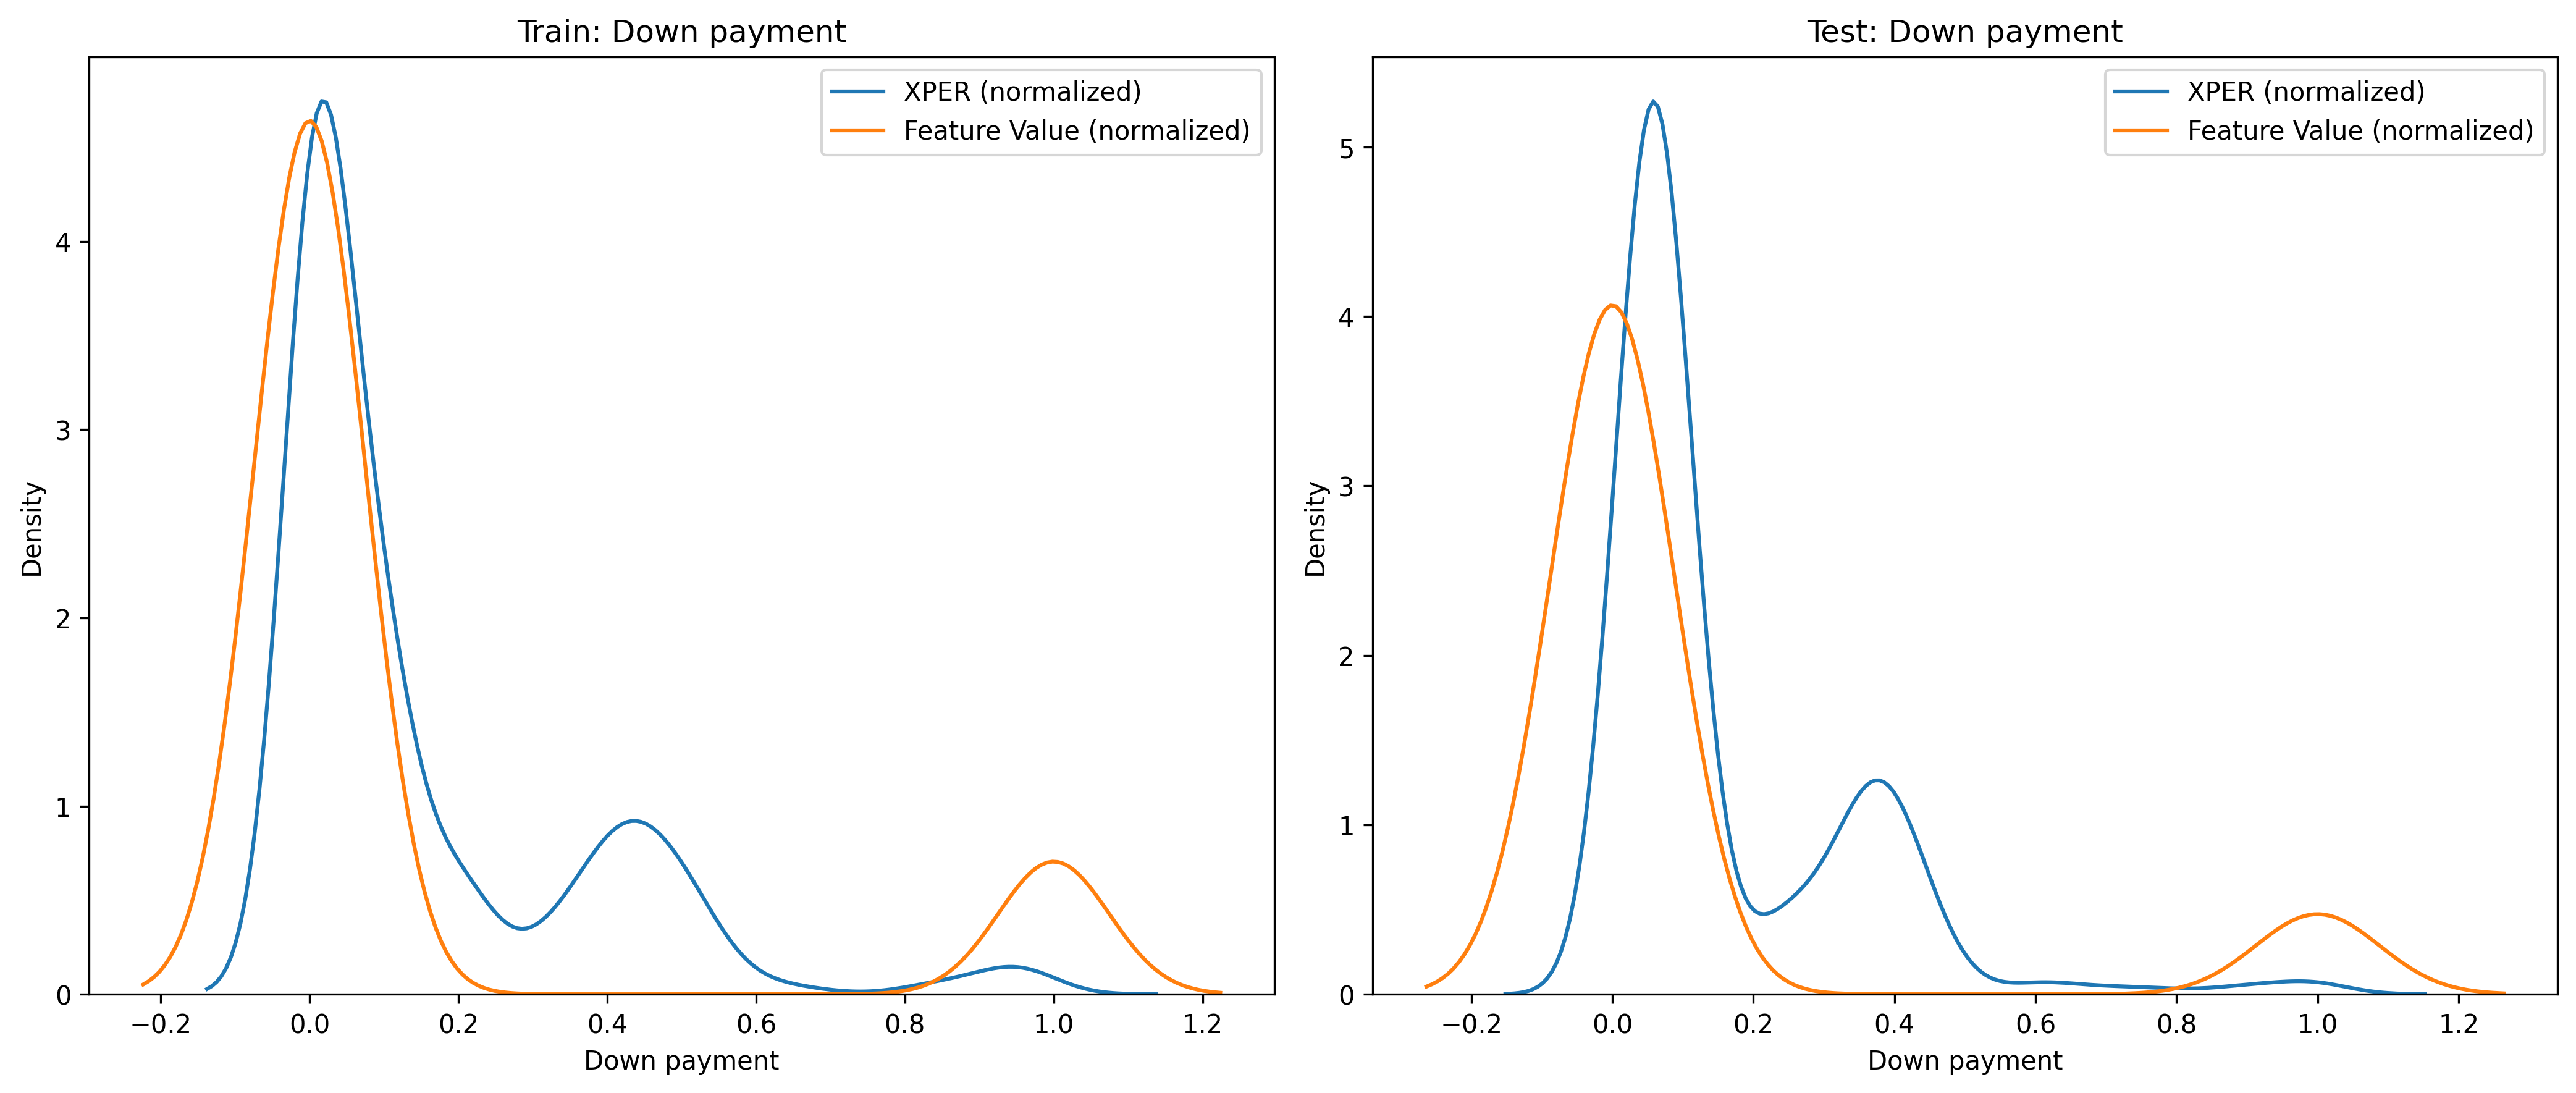 Train: Down payment
XPER (normalized)
Feature Value (normalized)
Density
4
3
2
1
0
−0.2 0.0 0.2 0.4 0.6 0.8 1.0 1.2
Down payment
Test: Down payment
XPER (normalized)
Feature Value (normalized)
Density
5
4
3
2
1
0
−0.2 0.0 0.2 0.4 0.6 0.8 1.0 1.2
Down payment